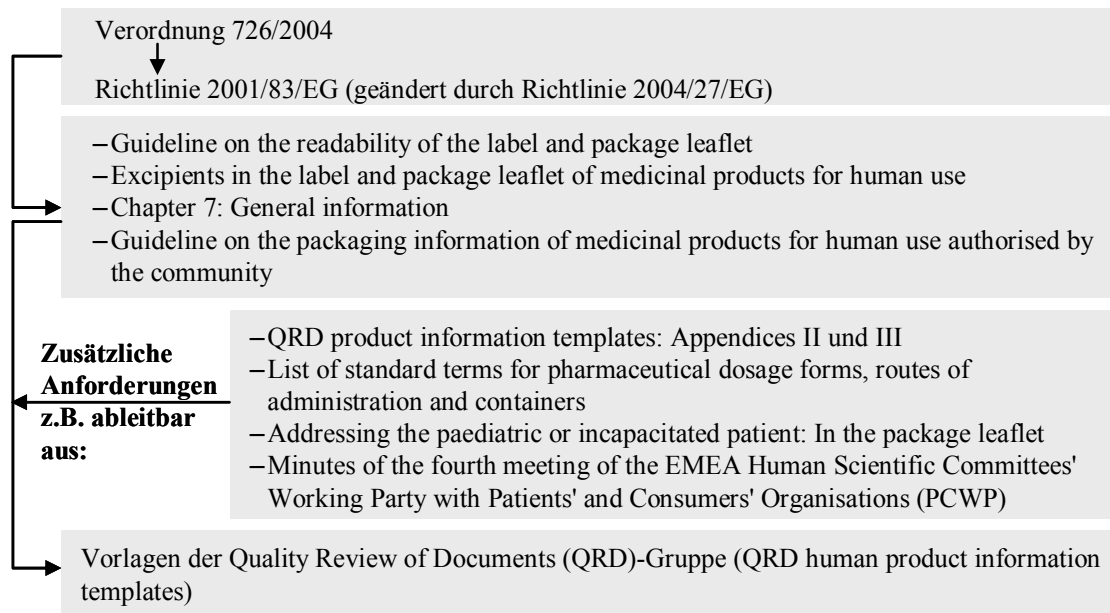 Verordnung 726/2004
Richtlinie 2001/83/EG (geändert durch Richtlinie 2004/27/EG)
–Guideline on the readability of the label and package leaflet
–Excipients in the label and package leaflet of medicinal products for human use
–Chapter 7: General information
–Guideline on the packaging information of medicinal products for human use authorised by
the community
Zusätzliche
Anforderungen
z.B. ableitbar
aus:
–QRD product information templates: Appendices II und III
–List of standard terms for pharmaceutical dosage forms, routes of
administration and containers
–Addressing the paediatric or incapacitated patient: In the package leaflet
–Minutes of the fourth meeting of the EMEA Human Scientific Committees'
Working Party with Patients' and Consumers' Organisations (PCWP)
Vorlagen der Quality Review of Documents (QRD)-Gruppe (QRD human product information
templates)